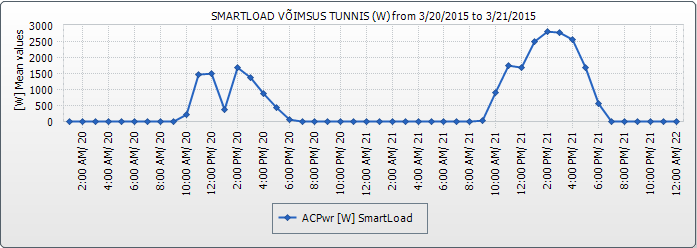 SMARTLOAD VÕIMSUS TUNNIS (W) from 3/20/2015 to 3/21/2015
[W] Mean values
3000
2500
2000
1500
1000
500
0
2:00 AM/ 20
4:00 AM/ 20
6:00 AM/ 20
8:00 AM/ 20
10:00 AM/ 20
12:00 PM/ 20
2:00 PM/ 20
4:00 PM/ 20
6:00 PM/ 20
8:00 PM/ 20
10:00 PM/ 20
12:00 AM/ 21
2:00 AM/ 21
4:00 AM/ 21
6:00 AM/ 21
8:00 AM/ 21
10:00 AM/ 21
12:00 PM/ 21
2:00 PM/ 21
4:00 PM/ 21
6:00 PM/ 21
8:00 PM/ 21
10:00 PM/ 21
12:00 AM/ 22
ACPwr [W] SmartLoad